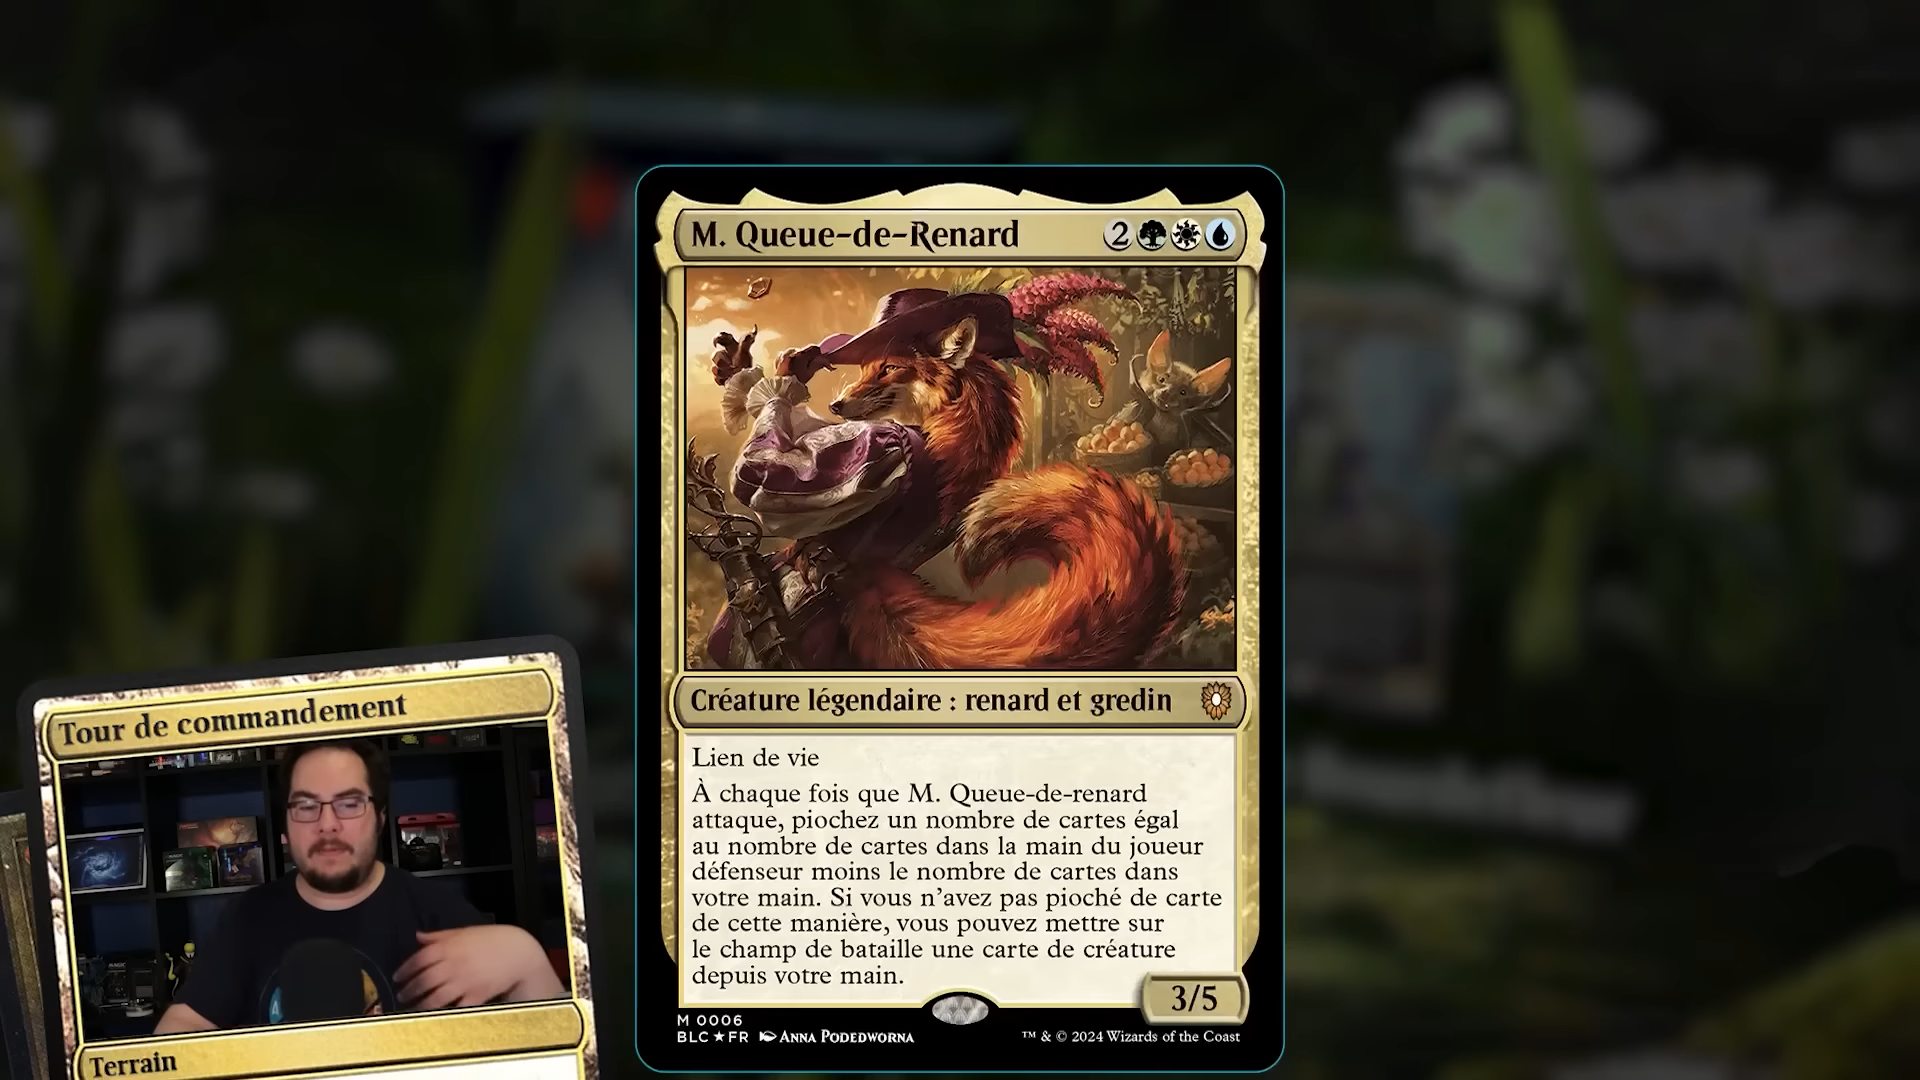 M. Queue-de-Renard 2
Créature légendaire : renard et gredin
Lien de vie
À chaque fois que M. Queue-de-renard
attaque, piochez un nombre de cartes égal
au nombre de cartes dans la main du joueur
défenseur moins le nombre de cartes dans
votre main. Si vous n'avez pas pioché de carte
de cette manière, vous pouvez mettre sur
le champ de bataille une carte de créature
depuis votre main.
3/5
M 0006
BLC★FR Anna Podedworna
™ & © 2024 Wizards of the Coast
Tour de commandement
Terrain